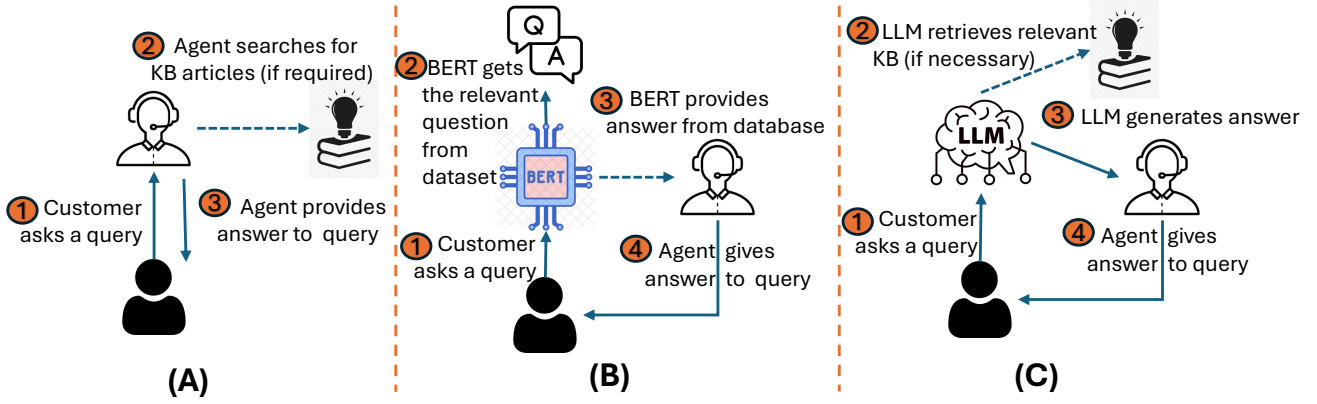 2 Agent searches for
KB articles (if required)
1 Customer
asks a query
3 Agent provides
answer to query
(A)
Q
A
2 BERT gets
the relevant
question
from
dataset
BERT
3 BERT provides
answer from database
1 Customer
asks a query
4 Agent gives
answer to query
(B)
2 LLM retrieves relevant
KB (if necessary)
LLM
3 LLM generates answer
1 Customer
asks a query
4 Agent gives
answer to query
(C)